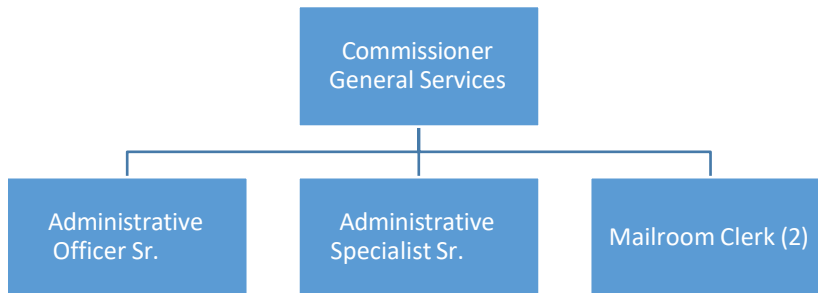 Commissioner
General Services
Administrative
Officer Sr.
Administrative
Specialist Sr.
Mailroom Clerk (2)